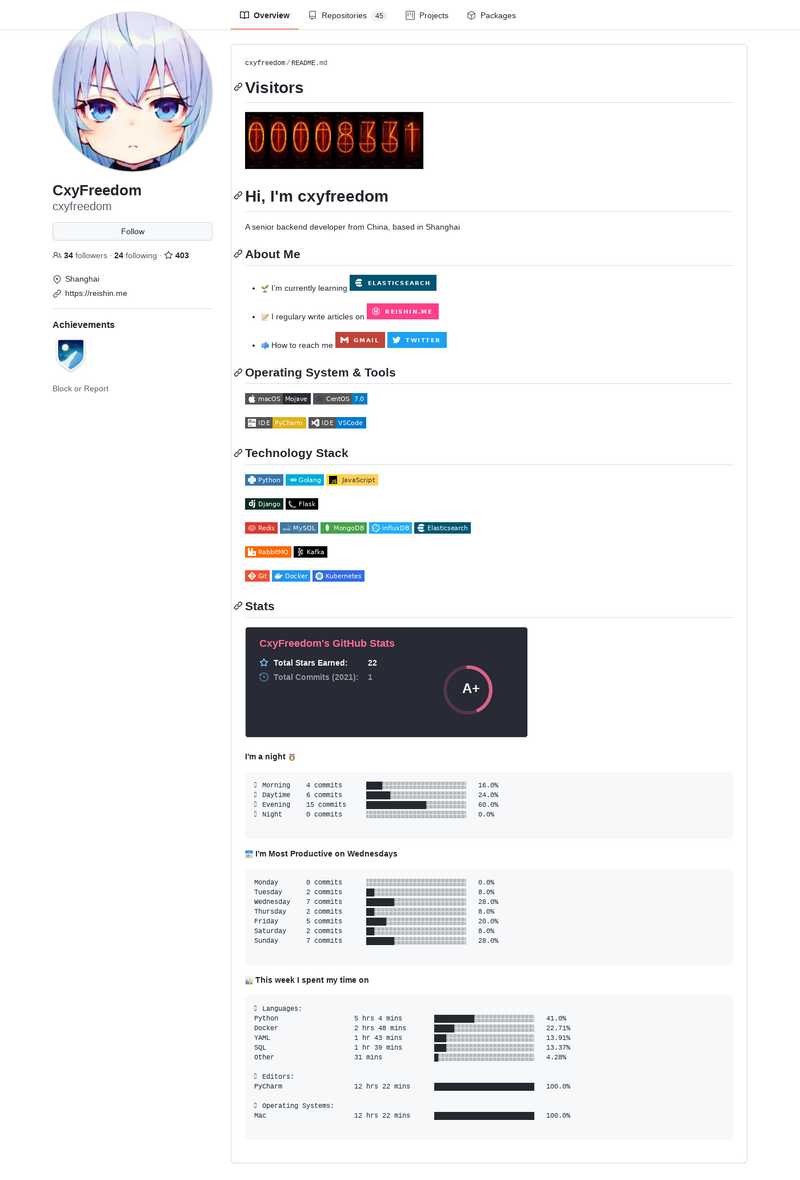 Overview
Repositories 45
Projects
Packages
CxyFreedom
cxyfreedom
Follow
34 followers · 24 following · 403
Shanghai
https://reishin.me
Achievements
Block or Report
cxyfreedom/README.md
Visitors
00008331
Hi, I'm cxyfreedom
A senior backend developer from China, based in Shanghai
About Me
I'm currently learning ELASTICSEARCH
I regulary write articles on REISHIN.ME
How to reach me GMAIL TWITTER
Operating System & Tools
macOS Mojave CentOS 7.0
IDE PyCharm IDE VSCode
Technology Stack
Python Golang JavaScript
Django Flask
Redis MySQL MongoDB InfluxDB Elasticsearch
RabbitMQ Kafka
Git Docker Kubernetes
Stats
CxyFreedom's GitHub Stats
Total Stars Earned: 22
Total Commits (2021): 1
A+
I'm a night
Morning 4 commits 16.0%
Daytime 6 commits 24.0%
Evening 15 commits 60.0%
Night 0 commits 0.0%
I'm Most Productive on Wednesdays
Monday 0 commits 0.0%
Tuesday 2 commits 8.0%
Wednesday 7 commits 28.0%
Thursday 2 commits 8.0%
Friday 5 commits 20.0%
Saturday 2 commits 8.0%
Sunday 7 commits 28.0%
This week I spent my time on
Languages:
Python 5 hrs 4 mins 41.0%
Docker 2 hrs 48 mins 22.71%
YAML 1 hr 43 mins 13.91%
SQL 1 hr 39 mins 13.37%
Other 31 mins 4.28%
Editors:
PyCharm 12 hrs 22 mins 100.0%
Operating Systems:
Mac 12 hrs 22 mins 100.0%